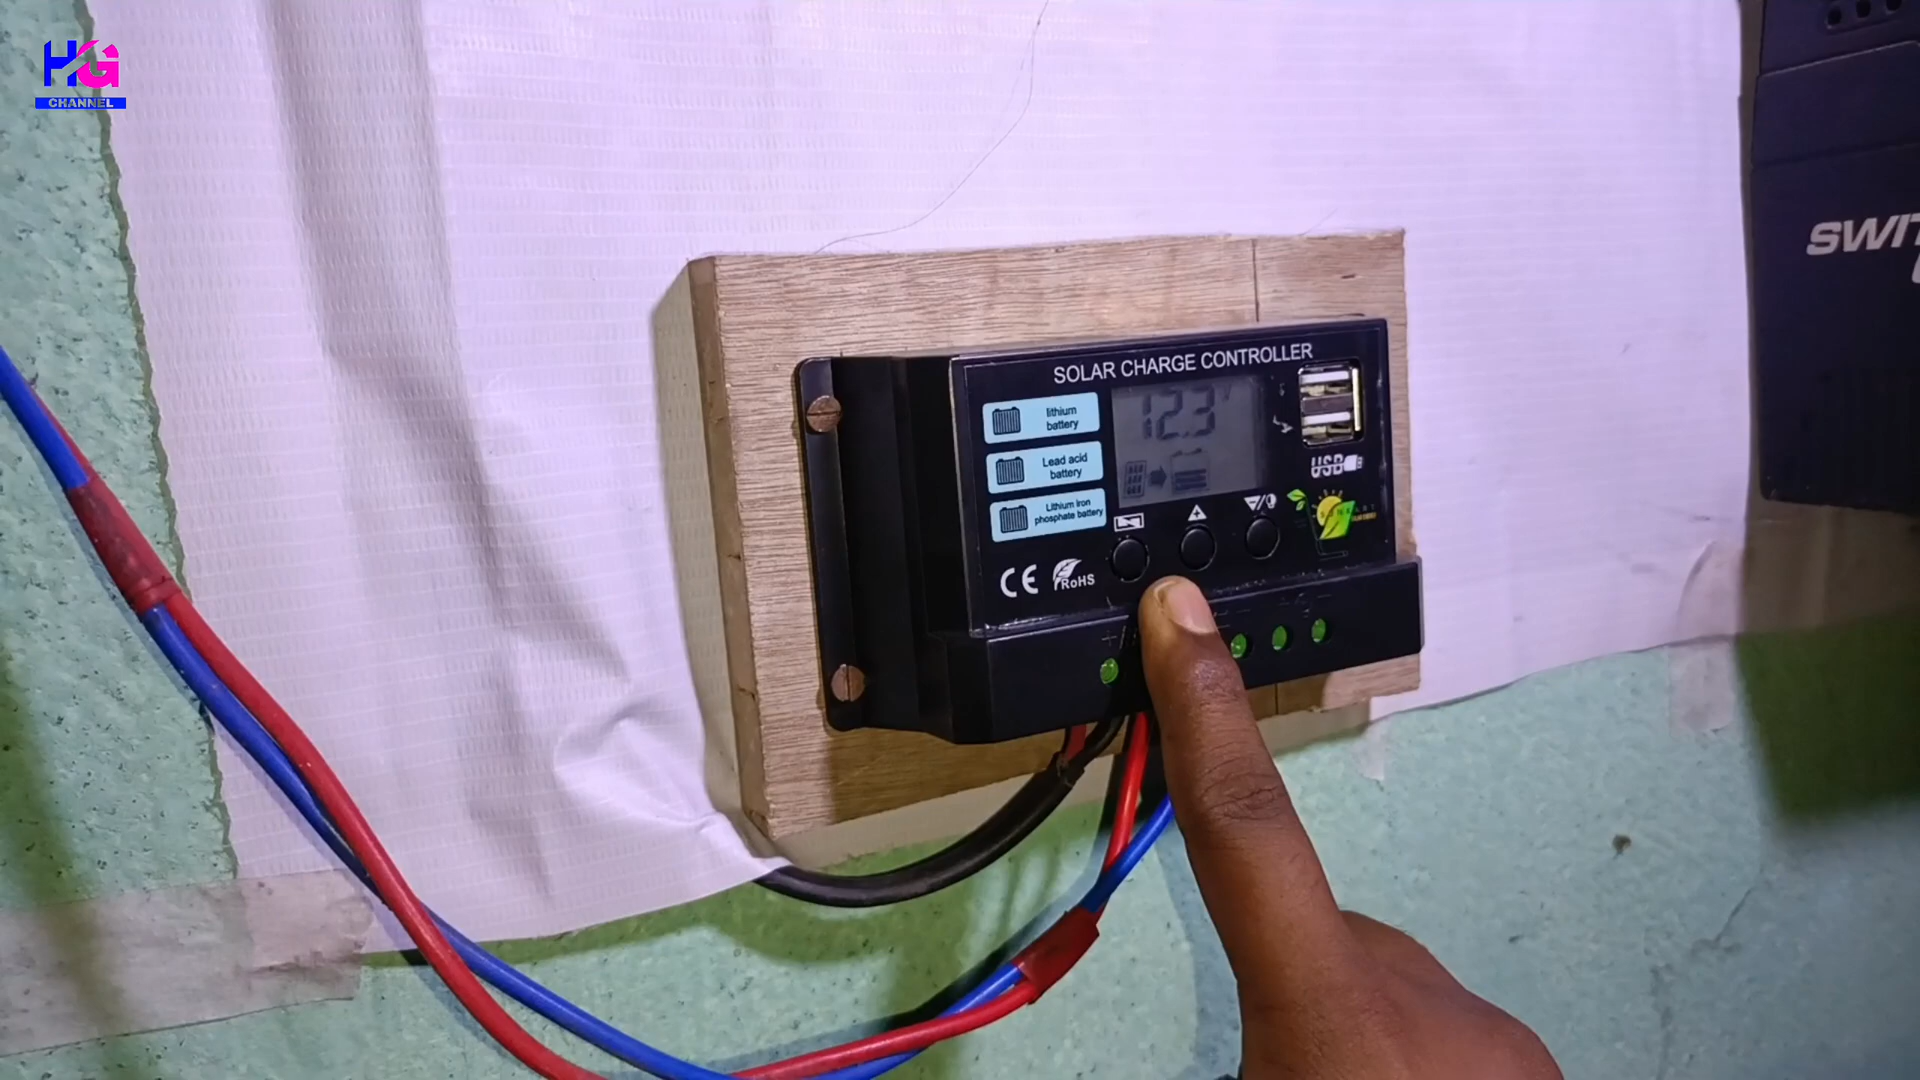 HG
CHANNEL
SWIT
SOLAR CHARGE CONTROLLER
12.3 V
lithium
battery
Lead acid
battery
Lithium iron
phosphate battery
USB
CE
RoHS